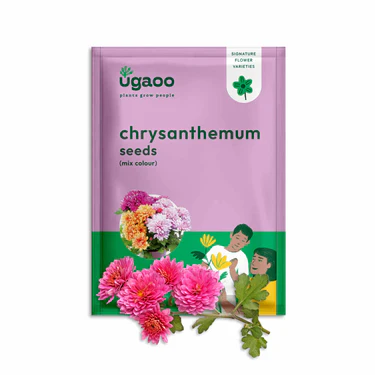 SIGNATURE
FLOWER
VARIETIES
ugaoo
plants grow people
chrysanthemum
seeds
(mix colour)